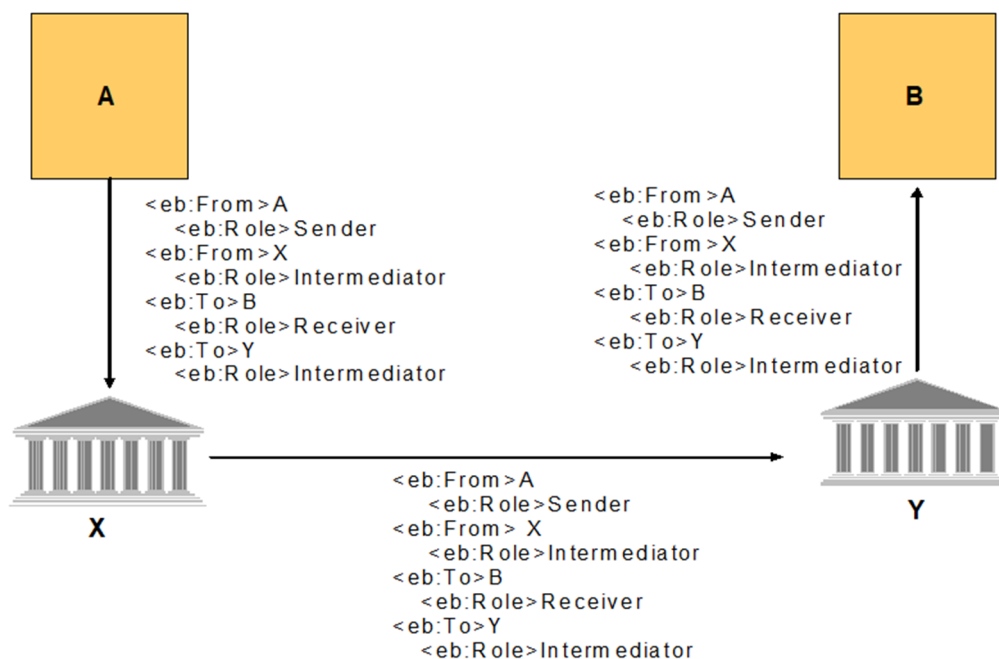 A
B
<eb:From>A
<eb:Role>Sender
<eb:From>X
<eb:Role>Intermediator
<eb:To>B
<eb:Role>Receiver
<eb:To>Y
<eb:Role>Intermediator
<eb:From>A
<eb:Role>Sender
<eb:From>X
<eb:Role>Intermediator
<eb:To>B
<eb:Role>Receiver
<eb:To>Y
<eb:Role>Intermediator
X
Y
<eb:From>A
<eb:Role>Sender
<eb:From> X
<eb:Role>Intermediator
<eb:To>B
<eb:Role>Receiver
<eb:To>Y
<eb:Role>Intermediator